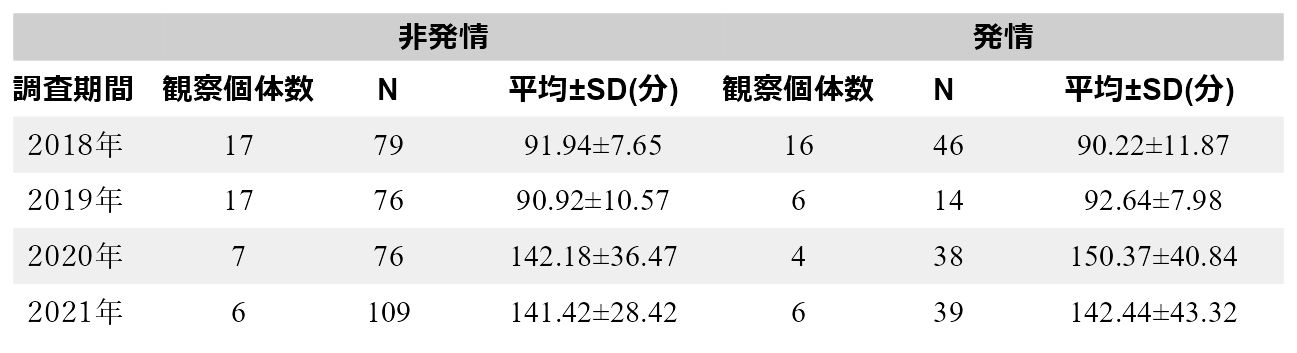 非発情 発情
調査期間 観察個体数 N 平均±SD(分) 観察個体数 N 平均±SD(分)
2018年 17 79 91.94±7.65 16 46 90.22±11.87
2019年 17 76 90.92±10.57 6 14 92.64±7.98
2020年 7 76 142.18±36.47 4 38 150.37±40.84
2021年 6 109 141.42±28.42 6 39 142.44±43.32